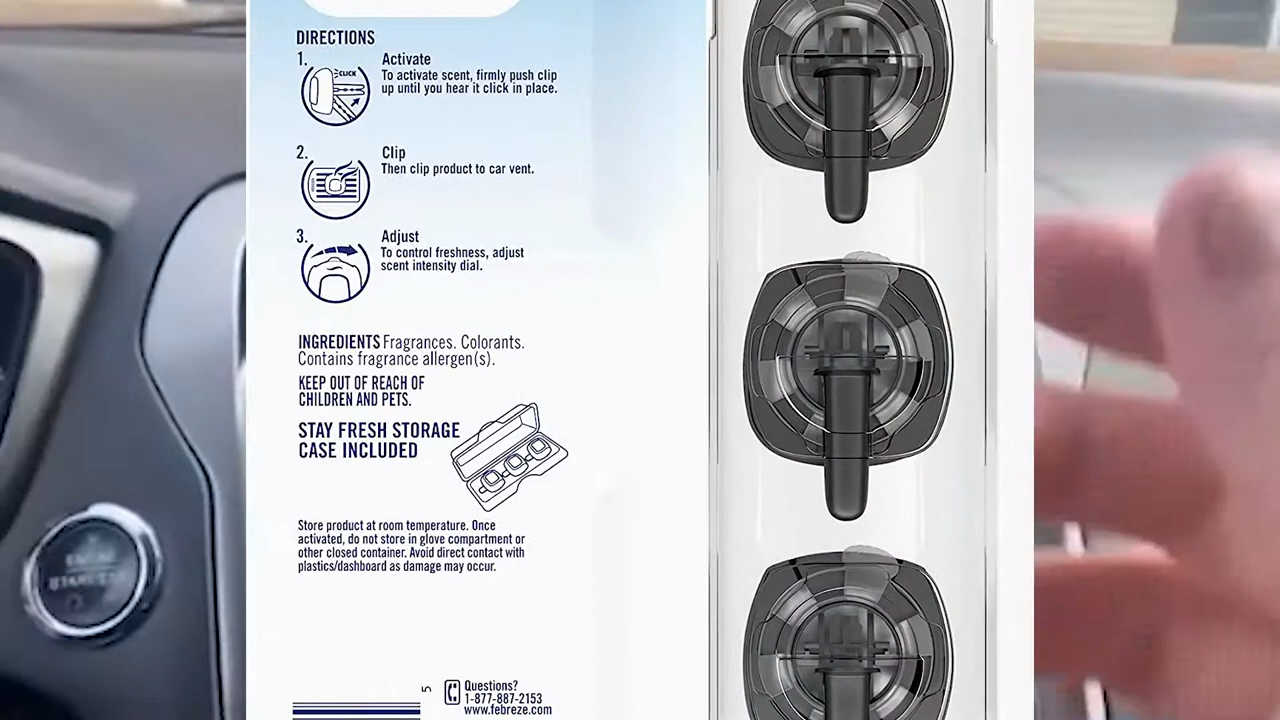 DIRECTIONS
1.
CLICK
Activate
To activate scent, firmly push clip
up until you hear it click in place.
2.
Clip
Then clip product to car vent.
3.
Adjust
To control freshness, adjust
scent intensity dial.
INGREDIENTS Fragrances. Colorants.
Contains fragrance allergen(s).
KEEP OUT OF REACH OF
CHILDREN AND PETS.
STAY FRESH STORAGE
CASE INCLUDED
Store product at room temperature. Once
activated, do not store in glove compartment or
other closed container. Avoid direct contact with
plastics/dashboard as damage may occur.
5
Questions?
1-877-887-2153
www.febreze.com